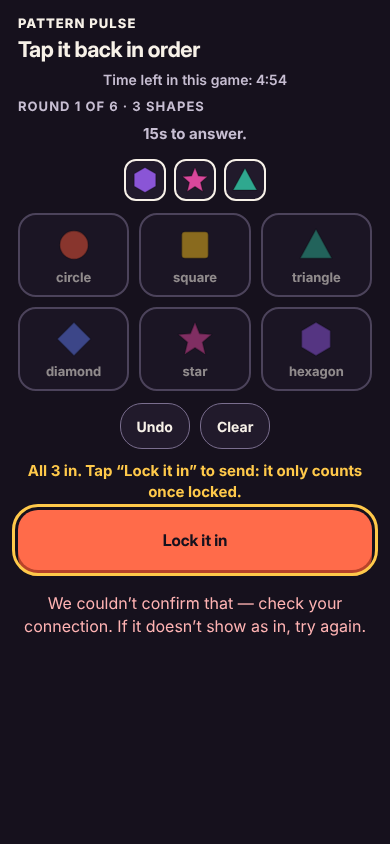 PATTERN PULSE
Tap it back in order
Time left in this game: 4:54
ROUND 1 OF 6 · 3 SHAPES
15s to answer.
circle
square
triangle
diamond
star
hexagon
Undo
Clear
All 3 in. Tap “Lock it in” to send: it only counts
once locked.
Lock it in
We couldn’t confirm that — check your
connection. If it doesn’t show as in, try again.